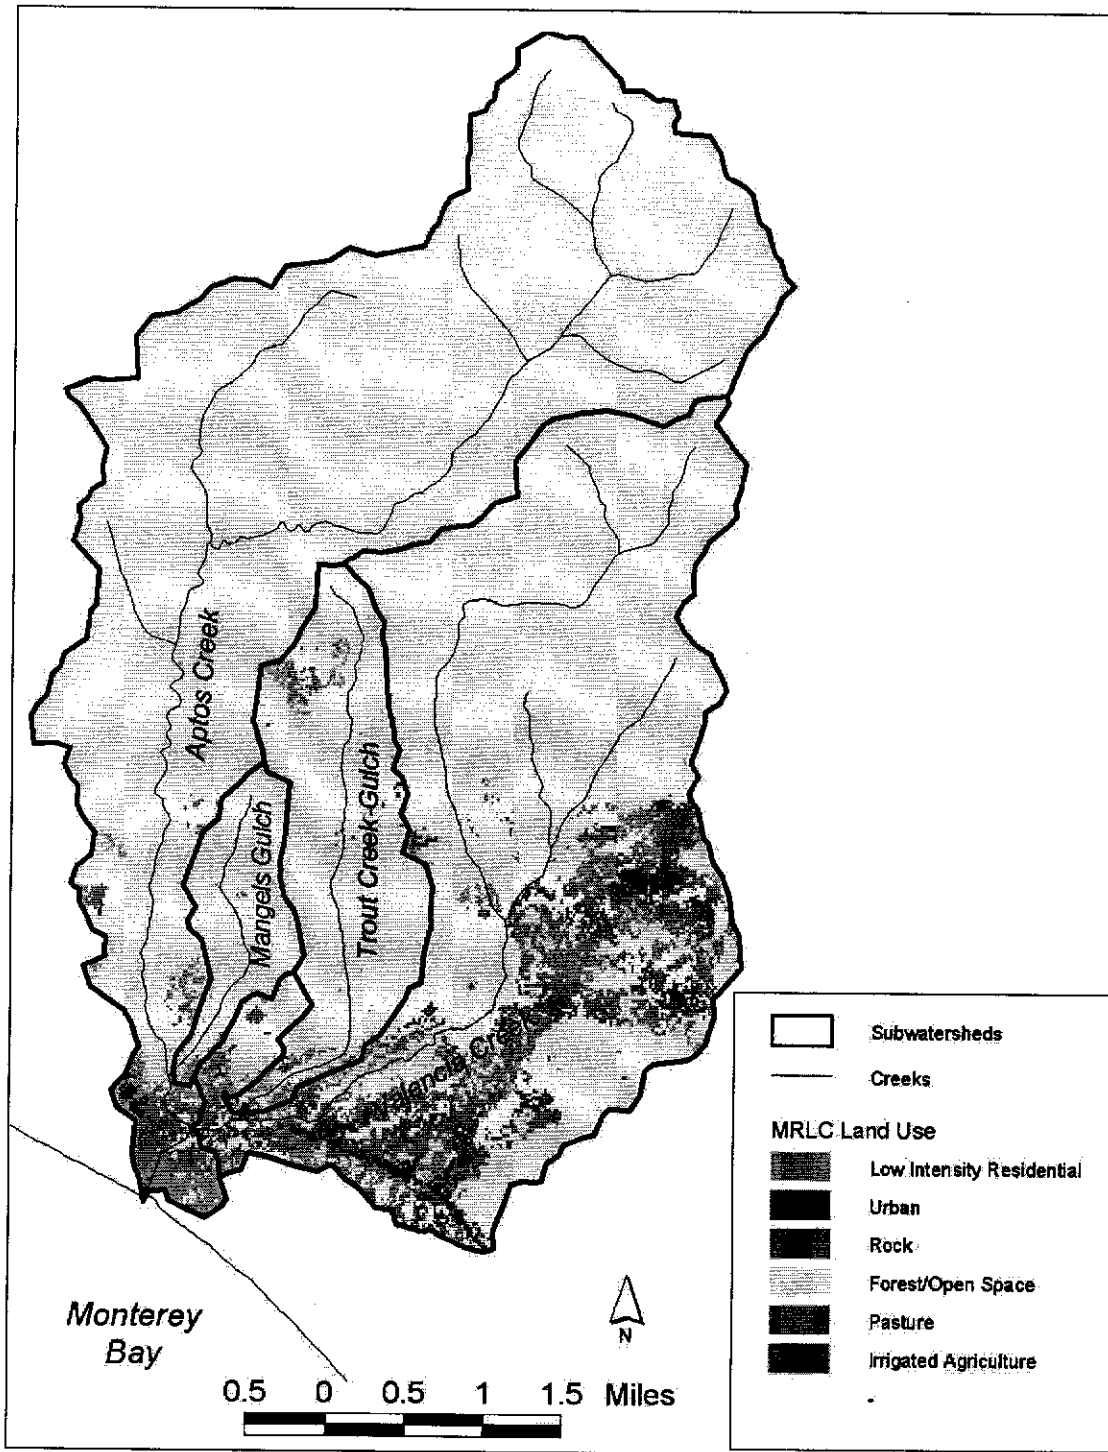 Aptos Creek
Mangels Gulch
Trout Creek-Gulch
Valancia Creek
Monterey
Bay
N
0.5 0 0.5 1 1.5 Miles
Subwatersheds
Creeks
MRLC Land Use
Low Intensity Residential
Urban
Rock
Forest/Open Space
Pasture
Irrigated Agriculture